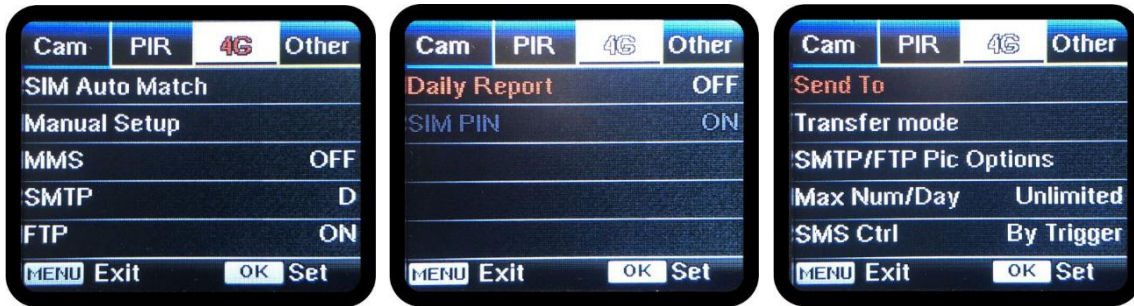 Cam PIR 4G Other
SIM Auto Match
Manual Setup
MMS OFF
SMTP D
FTP ON
MENU Exit OK Set
Cam PIR 4G Other
Daily Report OFF
SIM PIN ON
MENU Exit OK Set
Cam PIR 4G Other
Send To
Transfer mode
SMTP/FTP Pic Options
Max Num/Day Unlimited
SMS Ctrl By Trigger
MENU Exit OK Set